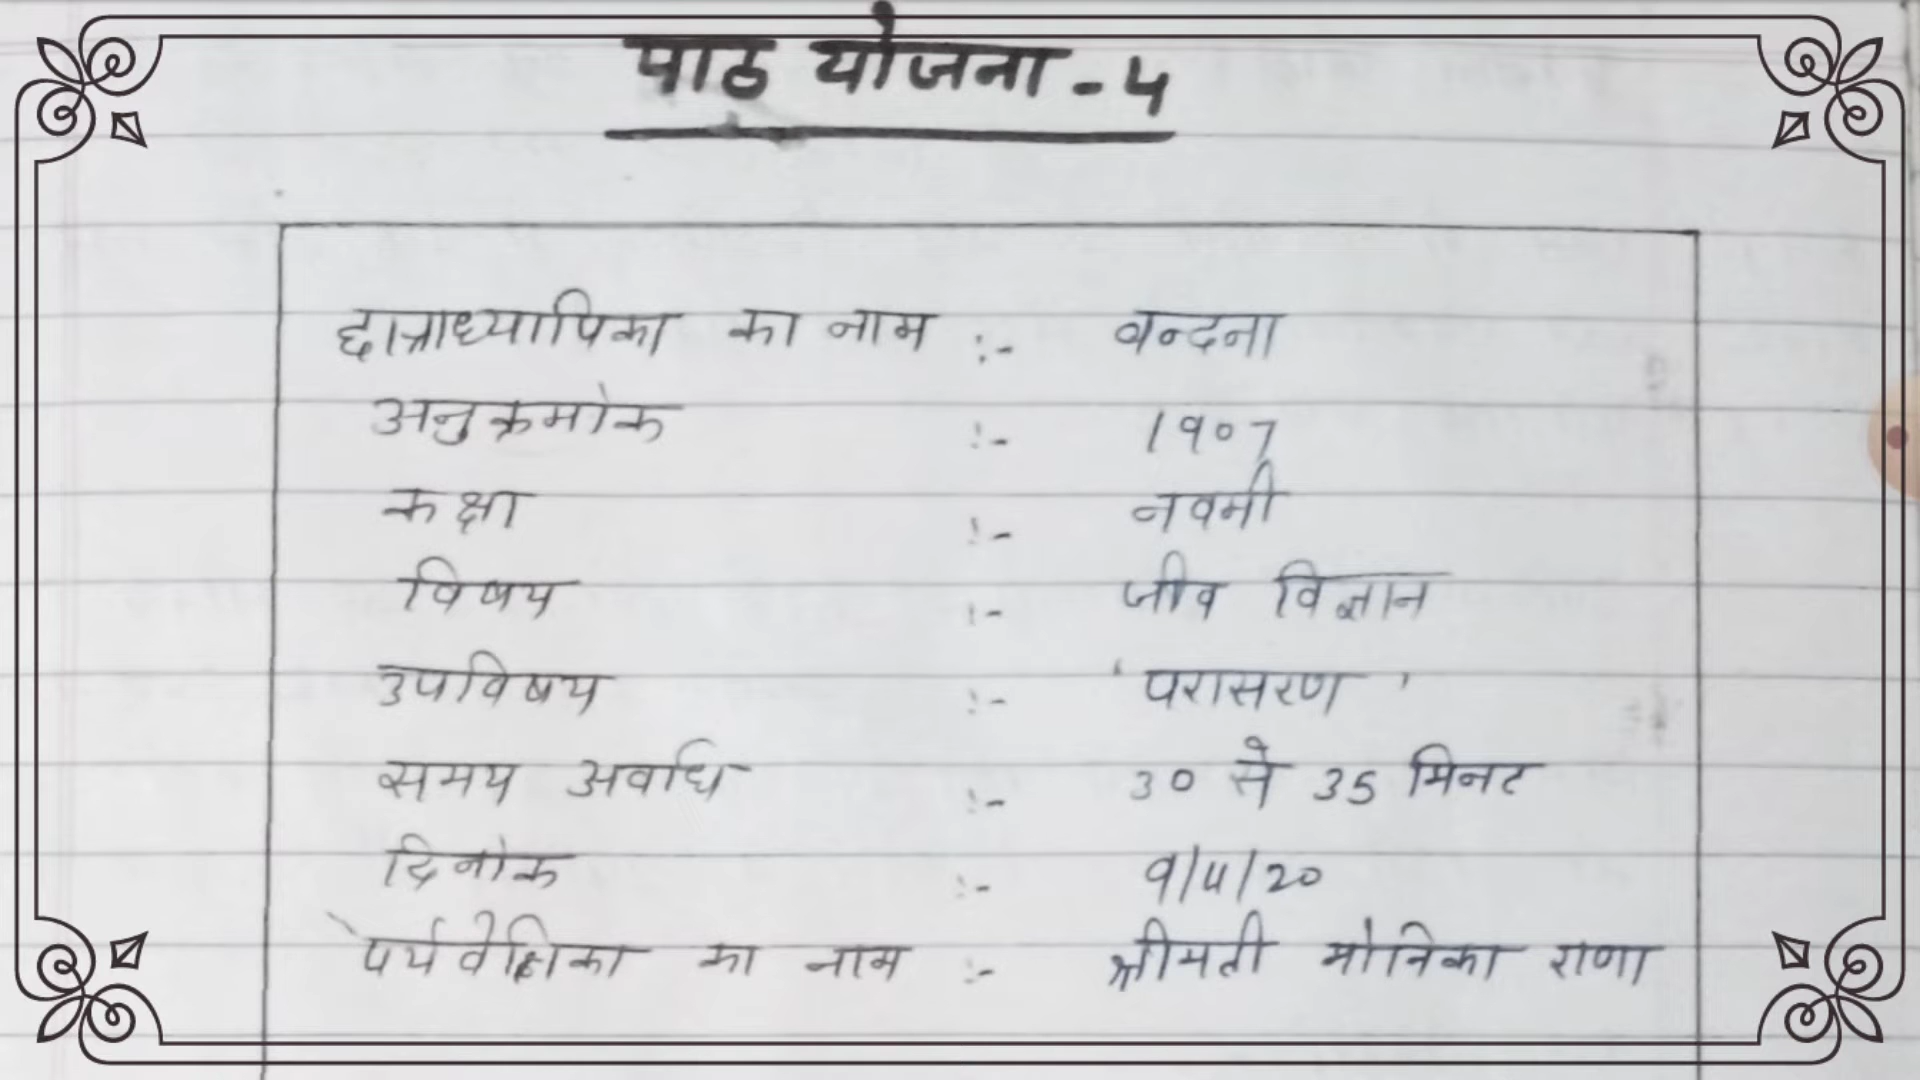 पाठ योजना - 4
छात्राध्यापिका का नाम :- वन्दना
अनुक्रमांक :- 1907
कक्षा :- नवमी
विषय :- जीव विज्ञान
उपविषय :- 'परासरण'
समय अवधि :- 30 से 35 मिनट
दिनांक :- 9/4/20
पर्यवेक्षिका का नाम :- श्रीमती मोनिका राणा